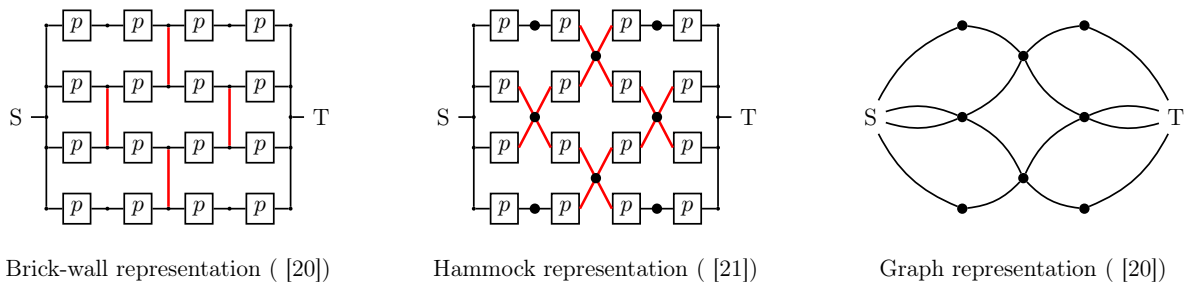 p p p p
p p p p
p p p p
p p p p
S T
Brick-wall representation ( [20])
p p p p
p p p p
p p p p
p p p p
S T
Hammock representation ( [21])
S T
Graph representation ( [20])